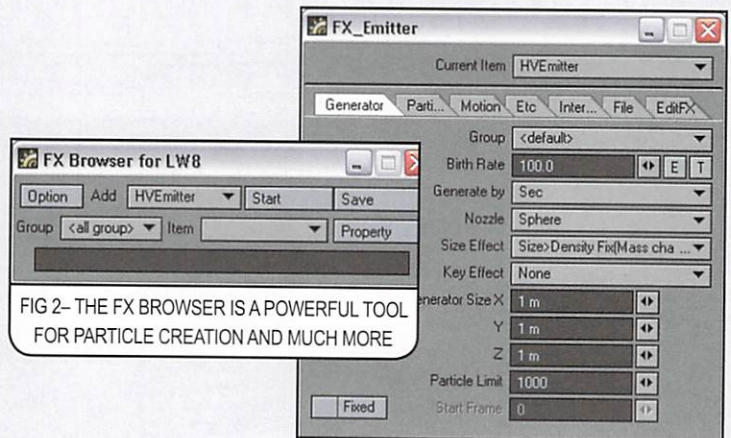 FX_Emitter
Current Item HVEmitter
Generator Parti... Motion Etc Inter... File EditFX
Group <default>
Birth Rate 100.0 E T
Generate by Sec
Nozzle Sphere
Size Effect Size>Density Fix(Mass cha ...
Key Effect None
enerator Size X 1 m
Y 1 m
Z 1 m
Particle Limit 1000
Fixed Start Frame 0
FX Browser for LW8
Option Add HVEmitter Start Save
Group <all group> Item Property
FIG 2– THE FX BROWSER IS A POWERFUL TOOL
FOR PARTICLE CREATION AND MUCH MORE